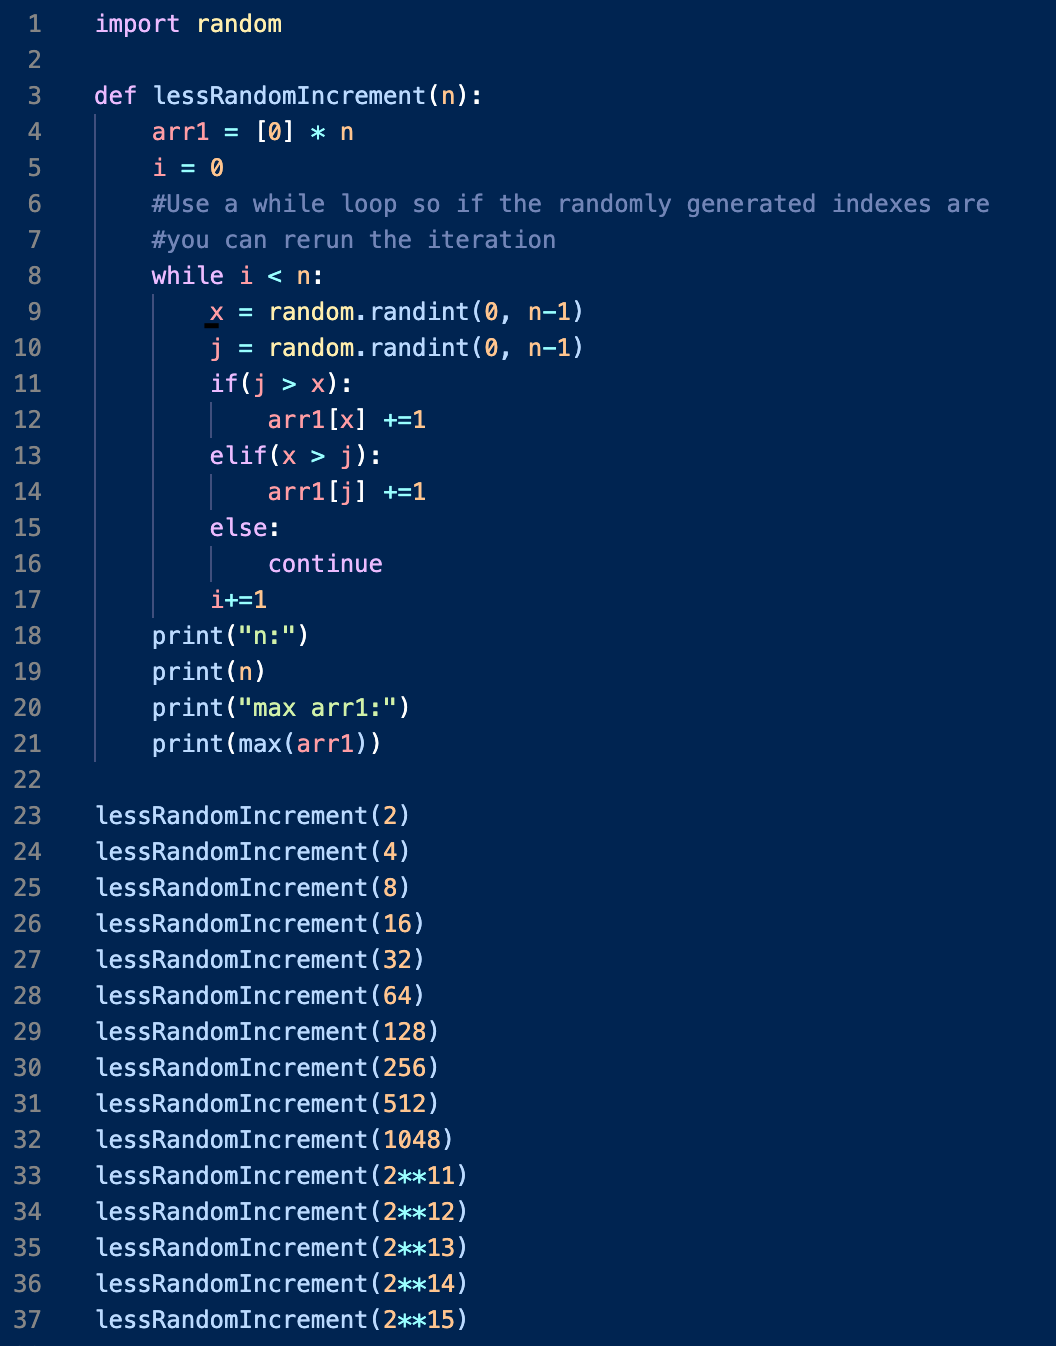 1 import random
2
3 def lessRandomIncrement(n):
4     arr1 = [0] * n
5     i = 0
6     #Use a while loop so if the randomly generated indexes are
7     #you can rerun the iteration
8     while i < n:
9         x = random.randint(0, n-1)
10         j = random.randint(0, n-1)
11         if(j > x):
12             arr1[x] +=1
13         elif(x > j):
14             arr1[j] +=1
15         else:
16             continue
17         i+=1
18     print("n:")
19     print(n)
20     print("max arr1:")
21     print(max(arr1))
22
23 lessRandomIncrement(2)
24 lessRandomIncrement(4)
25 lessRandomIncrement(8)
26 lessRandomIncrement(16)
27 lessRandomIncrement(32)
28 lessRandomIncrement(64)
29 lessRandomIncrement(128)
30 lessRandomIncrement(256)
31 lessRandomIncrement(512)
32 lessRandomIncrement(1048)
33 lessRandomIncrement(2**11)
34 lessRandomIncrement(2**12)
35 lessRandomIncrement(2**13)
36 lessRandomIncrement(2**14)
37 lessRandomIncrement(2**15)